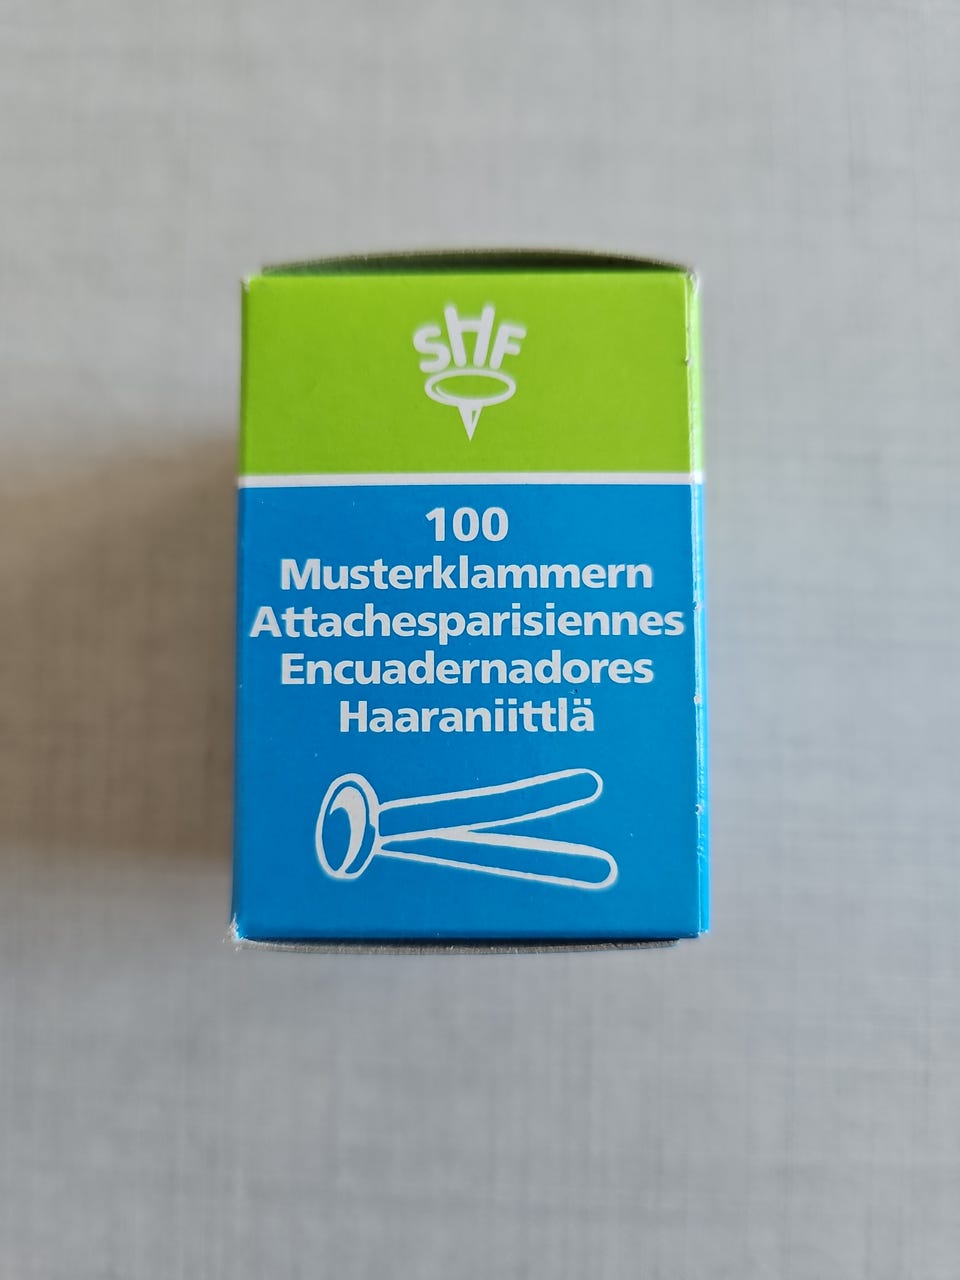 SHF
100
Musterklammern
Attachesparisiennes
Encuadernadores
Haaraniittlä